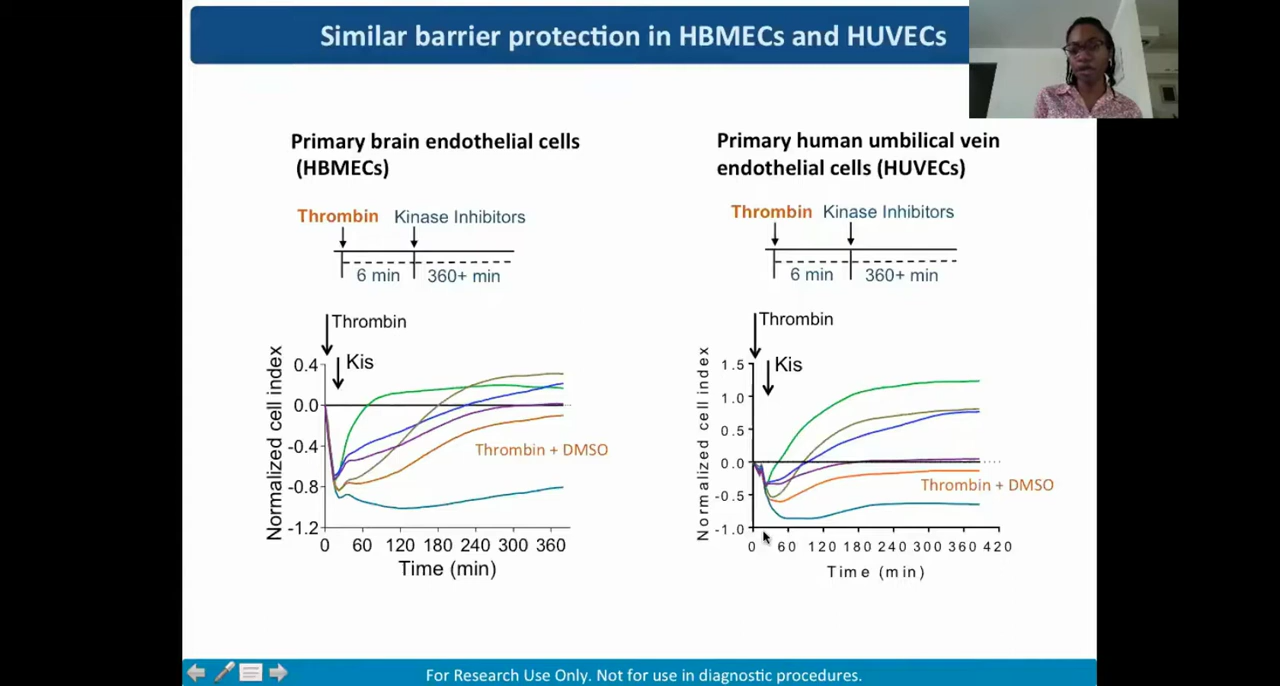 Similar barrier protection in HBMECs and HUVECs
Primary brain endothelial cells
(HBMECs)
Thrombin Kinase Inhibitors
6 min 360+ min
Thrombin
Kis
Normalized cell index
0.4
0.0
-0.4
-0.8
-1.2
Thrombin + DMSO
0 60 120 180 240 300 360
Time (min)
Primary human umbilical vein
endothelial cells (HUVECs)
Thrombin Kinase Inhibitors
6 min 360+ min
Thrombin
Kis
Normalized cell index
1.5
1.0
0.5
0.0
-0.5
-1.0
Thrombin + DMSO
0 60 120 180 240 300 360 420
Time (min)
For Research Use Only. Not for use in diagnostic procedures.